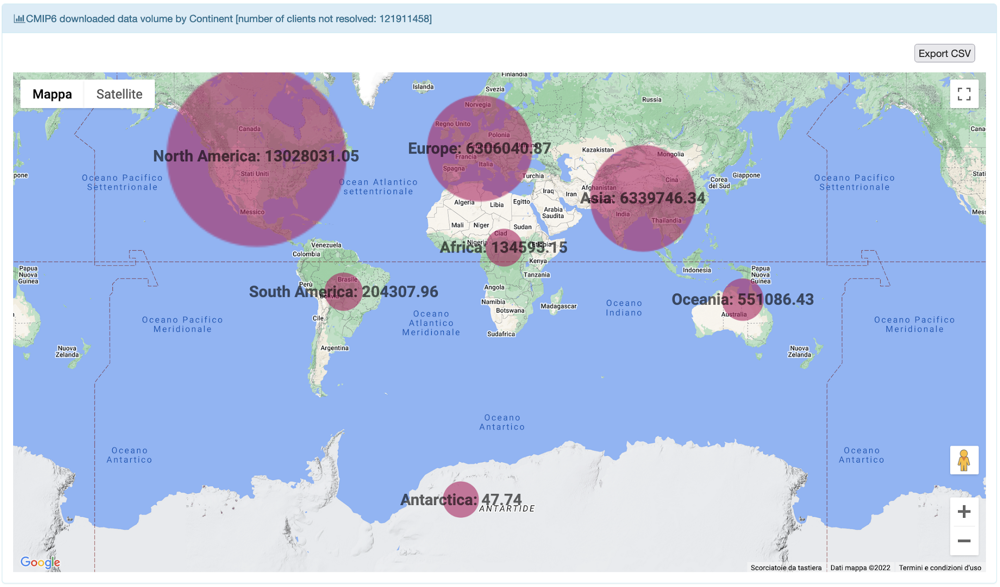 CMIP6 downloaded data volume by Continent [number of clients not resolved: 121911458]
Export CSV
Mappa
Satellite
Finlandia
Islanda
Svezia
Norvegia
Russia
Regno Unito
Canada
Polonia
Germania
Ucraina
North America: 13028031.05
Europe: 6306040.87
Kazakistan
Mongolia
Francia
Italia
Spagna
Stati Uniti
Turchia
Corea
del Sud
Giappone
Cina
Oceano Pacifico
Settentrionale
Ocean Atlantico
settentrionale
Oceano Pacifico
Settentrionale
Iraq
Iran
Afghanistan
Pakistan
Asia: 6339746.34
Algeria
Libia
Egitto
Arabia
Saudita
Messico
India
Thailandia
Mali
Niger
Sudan
Ciad
Nigeria
Etiopia
Africa: 134595.15
Venezuela
Colombia
Kenya
Indonesia
Papua
Nuova
Guinea
Papua
Nuova
Guinea
Tanzania
Brasile
Perù
Bolivia
South America: 204307.96
Angola
Oceania: 551086.43
Namibia
Botswana
Madagascar
Oceano
Indiano
Australia
Cile
Oceano
Atlantico
Meridionale
Oceano Pacifico
Meridionale
Oceano Pacifico
Meridionale
Sudafrica
Argentina
Nuova
Zelanda
Nuova
Zelanda
Oceano
Antartico
Oceano
Antartico
Oceano
Antartico
Antarctica: 47.74
ANTARTIDE
Google
Scorciatoie da tastiera
Dati mappa ©2022
Termini e condizioni d'uso